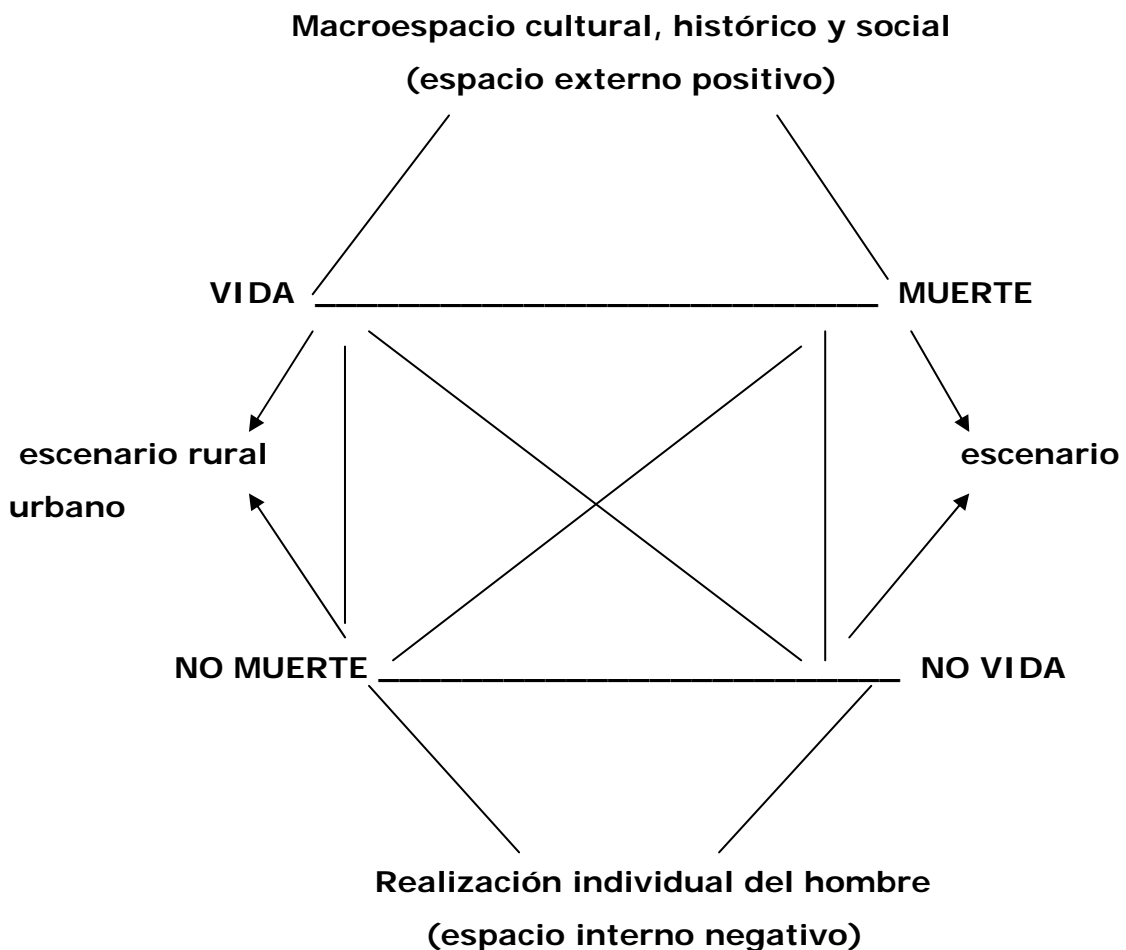 Macroespacio cultural, histórico y social
(espacio externo positivo)
VIDA MUERTE
escenario rural escenario
urbano
NO MUERTE NO VIDA
Realización individual del hombre
(espacio interno negativo)